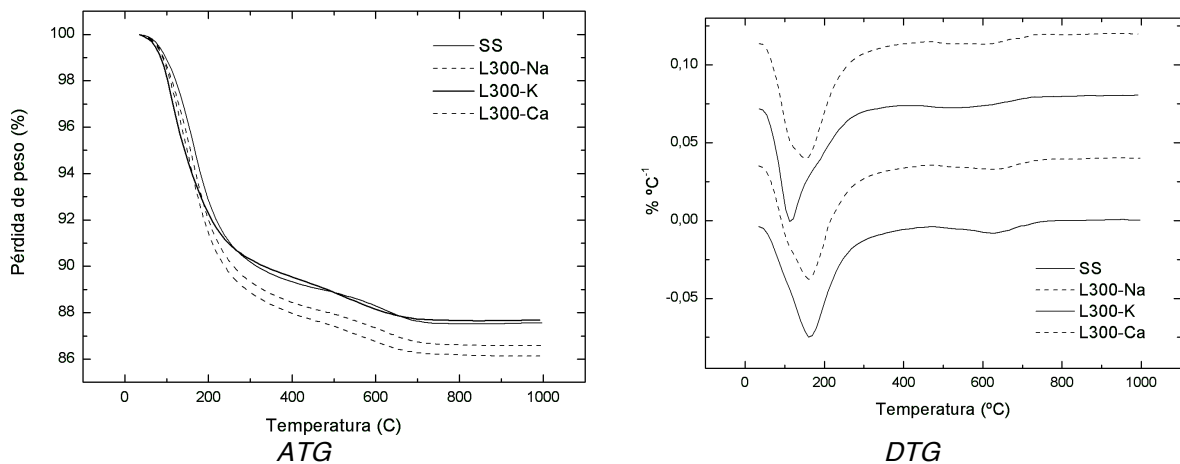 100
98
96
94
92
90
88
86
Pérdida de peso (%)
SS
L300-Na
L300-K
L300-Ca
0 200 400 600 800 1000
Temperatura (C)
ATG
0,10
0,05
0,00
-0,05
% ºC-1
SS
L300-Na
L300-K
L300-Ca
0 200 400 600 800 1000
Temperatura (ºC)
DTG